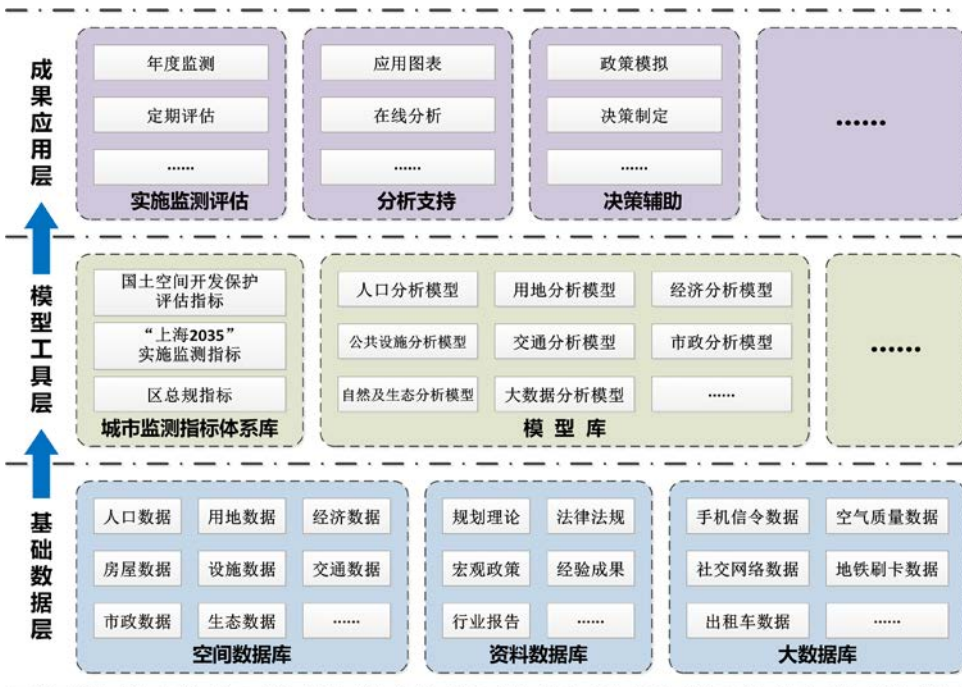 成果应用层
年度监测
定期评估
......
实施监测评估
应用图表
在线分析
......
分析支持
政策模拟
决策制定
......
决策辅助
......
模型工具层
国土空间开发保护
评估指标
“上海2035”
实施监测指标
区总规指标
城市监测指标体系库
人口分析模型
用地分析模型
经济分析模型
公共设施分析模型
交通分析模型
市政分析模型
自然及生态分析模型
大数据分析模型
......
模型库
......
基础数据层
人口数据
用地数据
经济数据
房屋数据
设施数据
交通数据
市政数据
生态数据
......
空间数据库
规划理论
法律法规
宏观政策
经验成果
行业报告
......
资料数据库
手机信令数据
空气质量数据
社交网络数据
地铁刷卡数据
出租车数据
......
大数据库